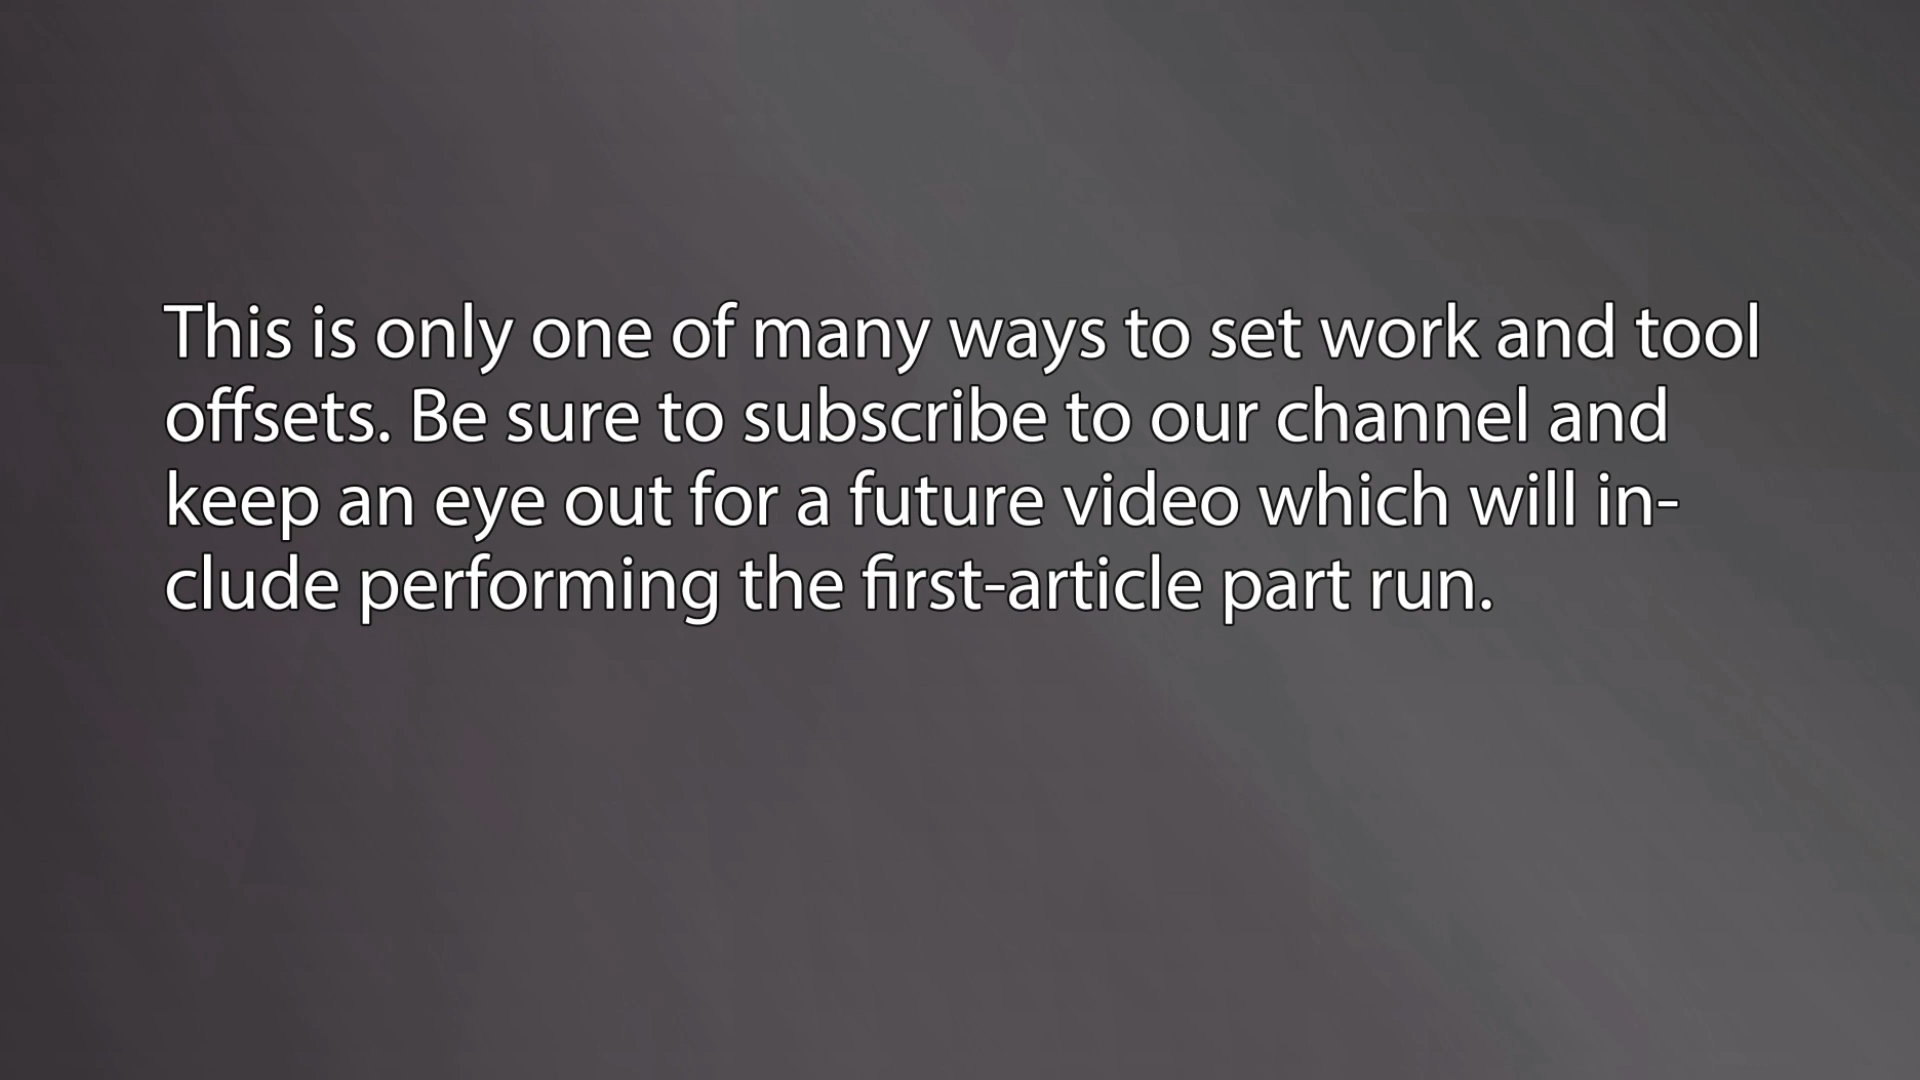 This is only one of many ways to set work and tool
offsets. Be sure to subscribe to our channel and
keep an eye out for a future video which will in-
clude performing the first-article part run.